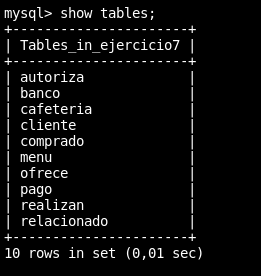 mysql> show tables;
+----------------------+
| Tables_in_ejercicio7 |
+----------------------+
| autoriza             |
| banco                |
| cafeteria            |
| cliente              |
| comprado             |
| menu                 |
| ofrece               |
| pago                 |
| realizan             |
| relacionado          |
+----------------------+
10 rows in set (0,01 sec)